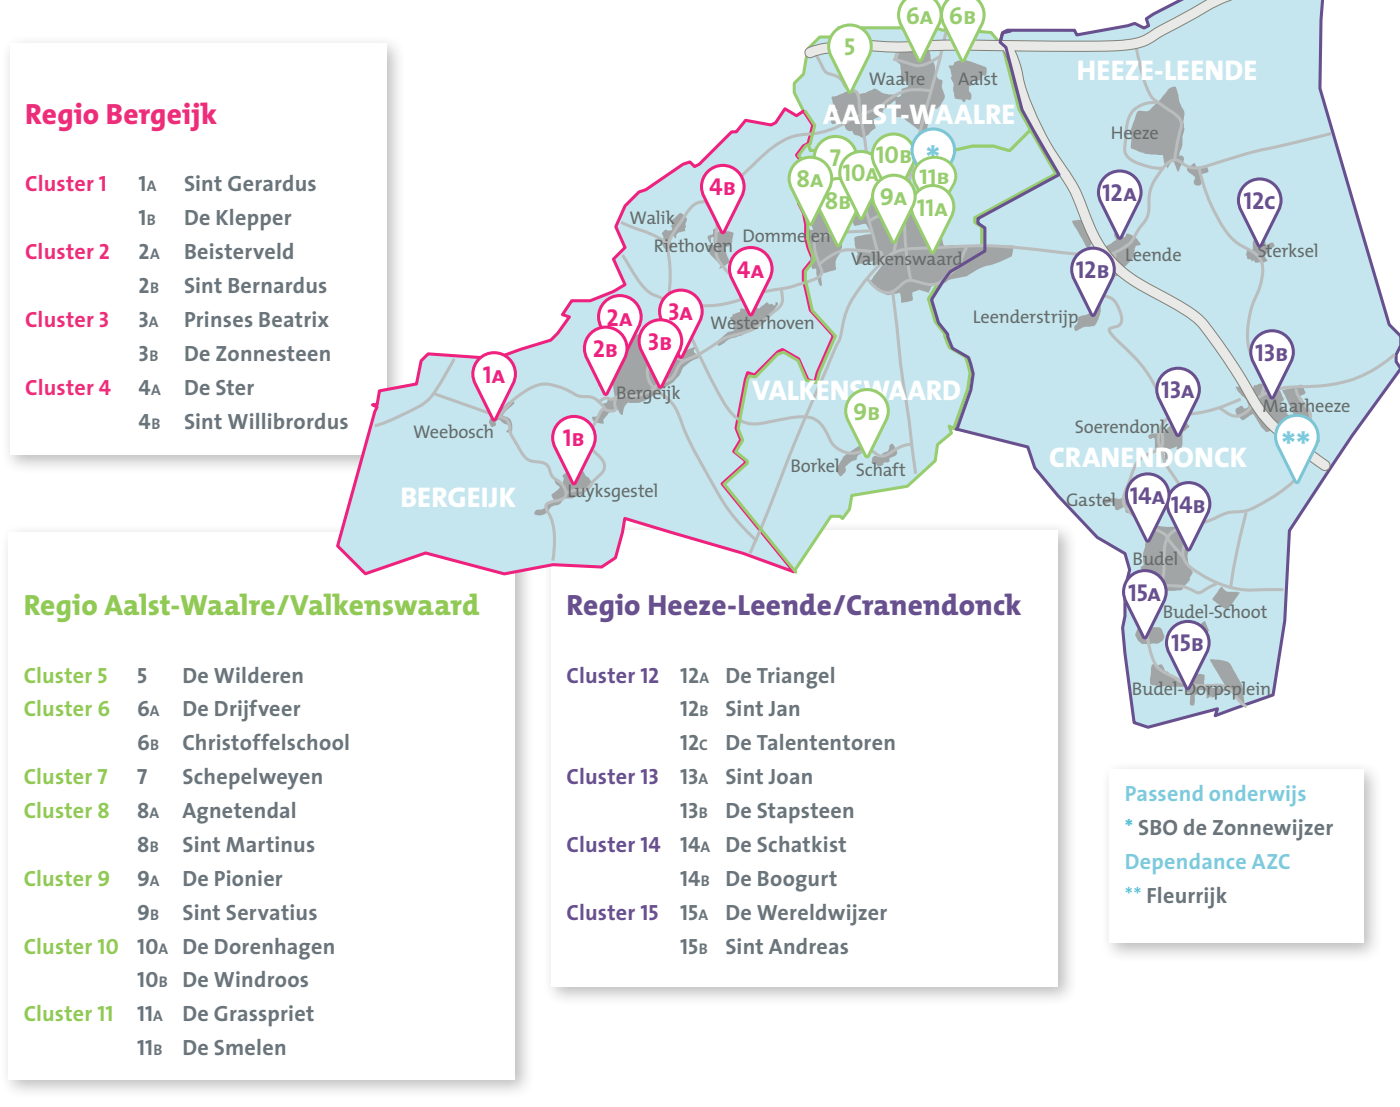 Regio Bergeijk
Cluster 1 1A Sint Gerardus
1B De Klepper
Cluster 2 2A Beisterveld
2B Sint Bernardus
Cluster 3 3A Prinses Beatrix
3B De Zonnesteen
Cluster 4 4A De Ster
4B Sint Willibrordus
6A 6B
5
Waalre Aalst
HEEZE-LEENDE
AALST-WAALRE
Heeze
7 10B *
8A 10A 11B
8B 9A 11A
4B
12A 12C
Walik
Riethoven Dommelen
Valkenswaard
Leende Sterksel
4A
12B
2A 3A
Westerhoven
Leenderstrijp
2B 3B
13B
1A
Bergeijk
VALKENSWAARD
13A
Maarheeze
9B
Weebosch
1B
Soerendonk
**
Borkel Schaft
CRANENDONCK
BERGEIJK
Luyksgestel
Gastel 14A 14B
Budel
15A
Budel-Schoot
15B
Budel-Dorpsplein
Regio Aalst-Waalre/Valkenswaard
Cluster 5 5 De Wilderen
Cluster 6 6A De Drijfveer
6B Christoffelschool
Cluster 7 7 Schepelweyen
Cluster 8 8A Agnetendal
8B Sint Martinus
Cluster 9 9A De Pionier
9B Sint Servatius
Cluster 10 10A De Dorenhagen
10B De Windroos
Cluster 11 11A De Grasspriet
11B De Smelen
Regio Heeze-Leende/Cranendonck
Cluster 12 12A De Triangel
12B Sint Jan
12C De Talententoren
Cluster 13 13A Sint Joan
13B De Stapsteen
Cluster 14 14A De Schatkist
14B De Boogurt
Cluster 15 15A De Wereldwijzer
15B Sint Andreas
Passend onderwijs
* SBO de Zonnewijzer
Dependance AZC
** Fleurrijk